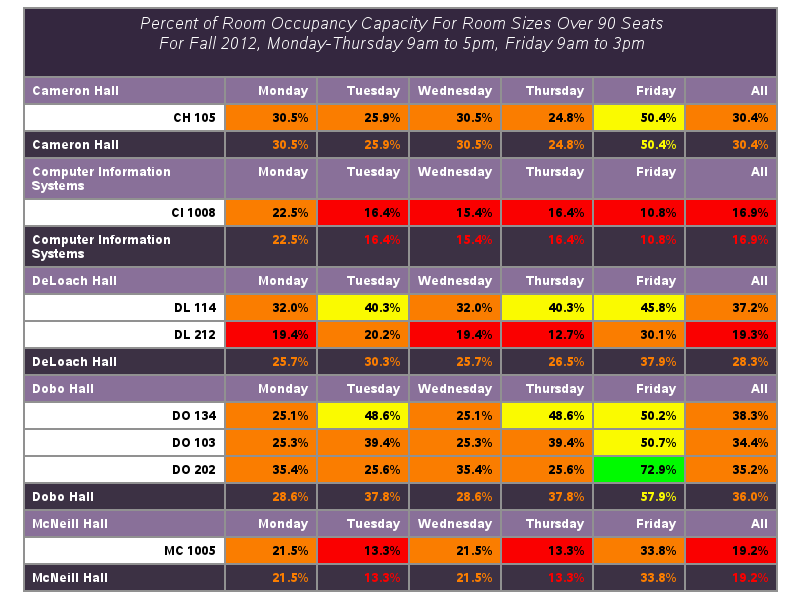 Percent of Room Occupancy Capacity For Room Sizes Over 90 Seats
For Fall 2012, Monday-Thursday 9am to 5pm, Friday 9am to 3pm
Cameron Hall Monday Tuesday Wednesday Thursday Friday All
CH 105 30.5% 25.9% 30.5% 24.8% 50.4% 30.4%
Cameron Hall 30.5% 25.9% 30.5% 24.8% 50.4% 30.4%
Computer Information Monday Tuesday Wednesday Thursday Friday All
Systems
CI 1008 22.5% 16.4% 15.4% 16.4% 10.8% 16.9%
Computer Information 22.5% 16.4% 15.4% 16.4% 10.8% 16.9%
Systems
DeLoach Hall Monday Tuesday Wednesday Thursday Friday All
DL 114 32.0% 40.3% 32.0% 40.3% 45.8% 37.2%
DL 212 19.4% 20.2% 19.4% 12.7% 30.1% 19.3%
DeLoach Hall 25.7% 30.3% 25.7% 26.5% 37.9% 28.3%
Dobo Hall Monday Tuesday Wednesday Thursday Friday All
DO 134 25.1% 48.6% 25.1% 48.6% 50.2% 38.3%
DO 103 25.3% 39.4% 25.3% 39.4% 50.7% 34.4%
DO 202 35.4% 25.6% 35.4% 25.6% 72.9% 35.2%
Dobo Hall 28.6% 37.8% 28.6% 37.8% 57.9% 36.0%
McNeill Hall Monday Tuesday Wednesday Thursday Friday All
MC 1005 21.5% 13.3% 21.5% 13.3% 33.8% 19.2%
McNeill Hall 21.5% 13.3% 21.5% 13.3% 33.8% 19.2%